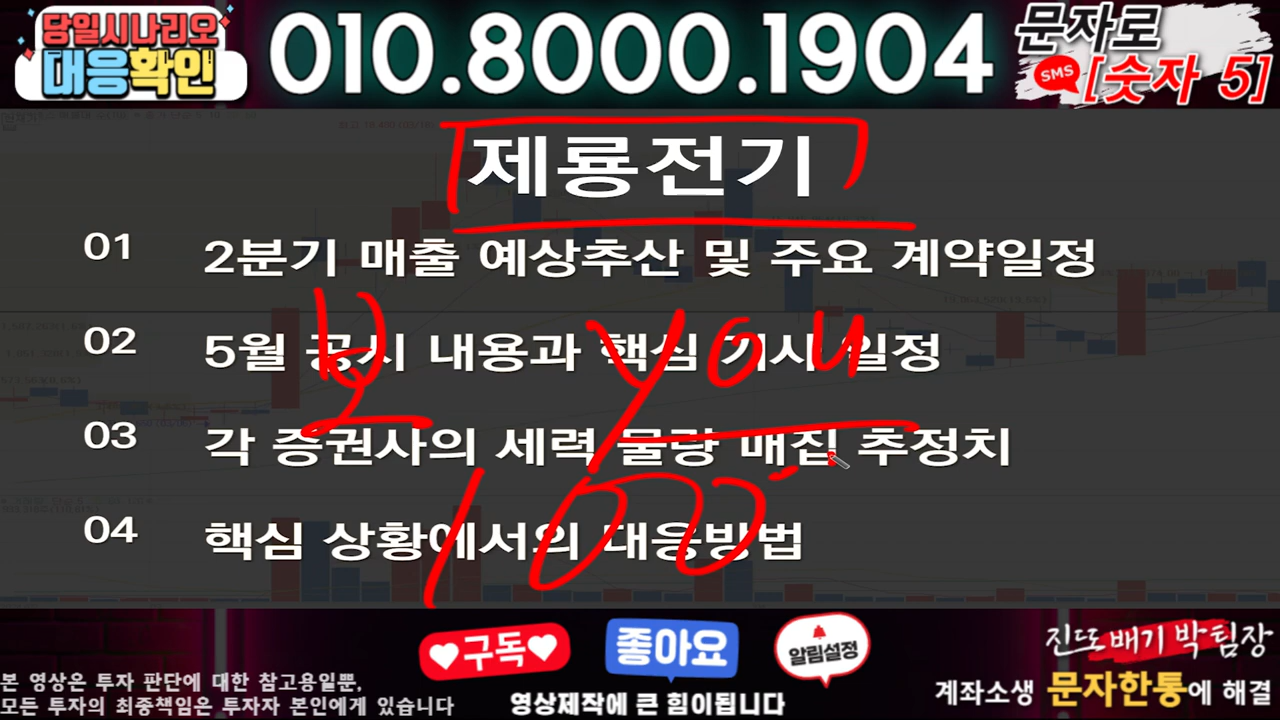 당일시나리오
대응확인
010.8000.1904
문자로
SMS [숫자 5]
제룡전기
01 2분기 매출 예상추산 및 주요 계약일정
02 5월 공시 내용과 핵심 기사 일정
03 각 증권사의 세력 물량 매집 추정치
04 핵심 상황에서의 대응방법
보 you
100
구독
좋아요
알림설정
영상제작에 큰 힘이됩니다
본 영상은 투자 판단에 대한 참고용일뿐,
모든 투자의 최종책임은 투자자 본인에게 있습니다
진또배기 박팀장
계좌소생 문자한통에 해결